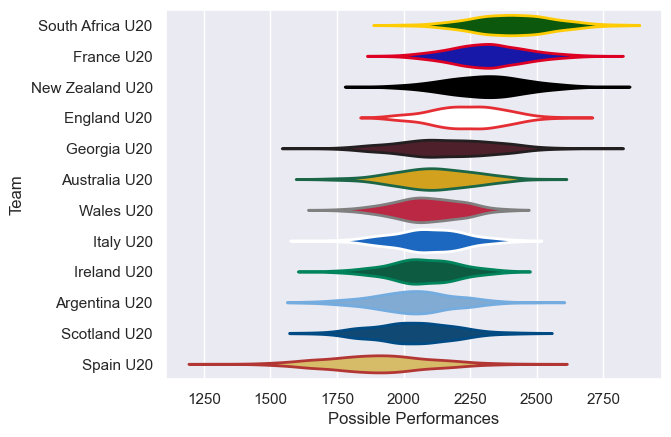 South Africa U20
France U20
New Zealand U20
England U20
Georgia U20
Australia U20
Wales U20
Italy U20
Ireland U20
Argentina U20
Scotland U20
Spain U20
Team
1250 1500 1750 2000 2250 2500 2750
Possible Performances